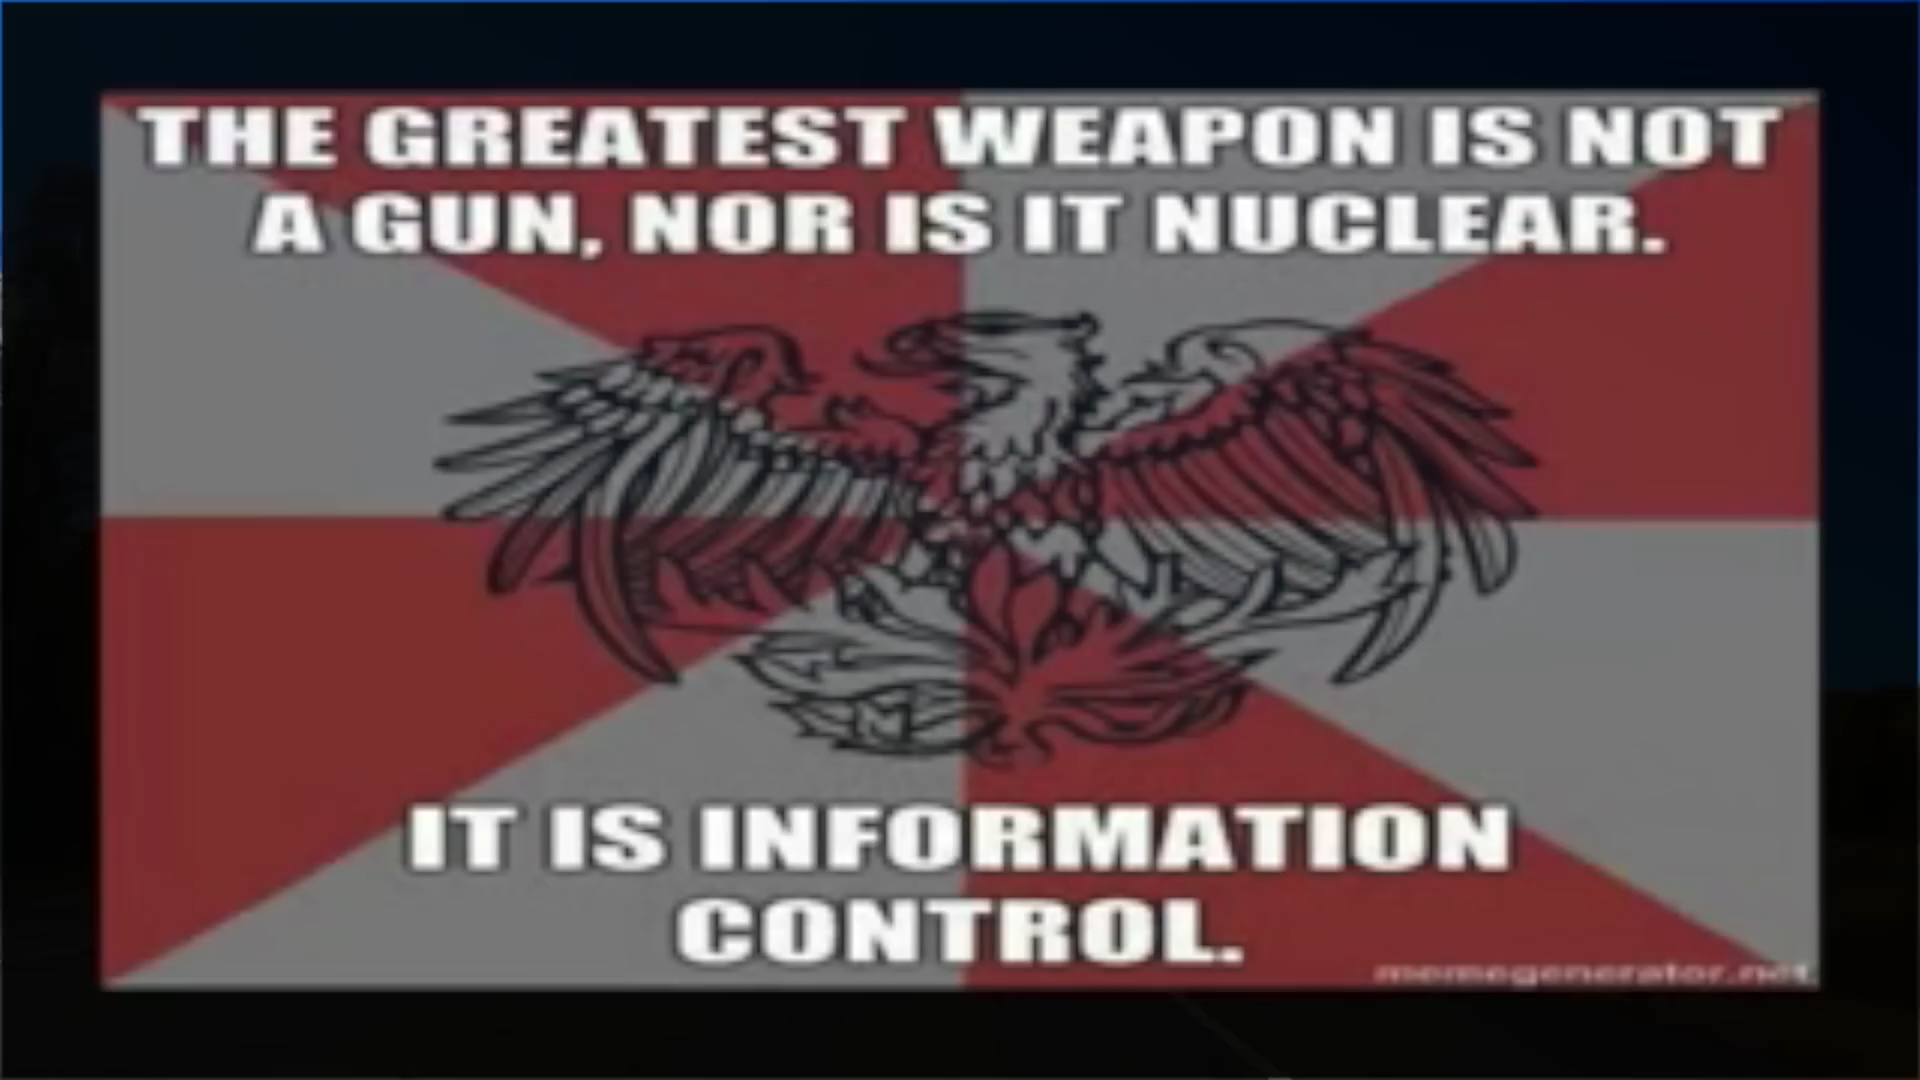 THE GREATEST WEAPON IS NOT
A GUN, NOR IS IT NUCLEAR.
IT IS INFORMATION
CONTROL.
memegenerator.net